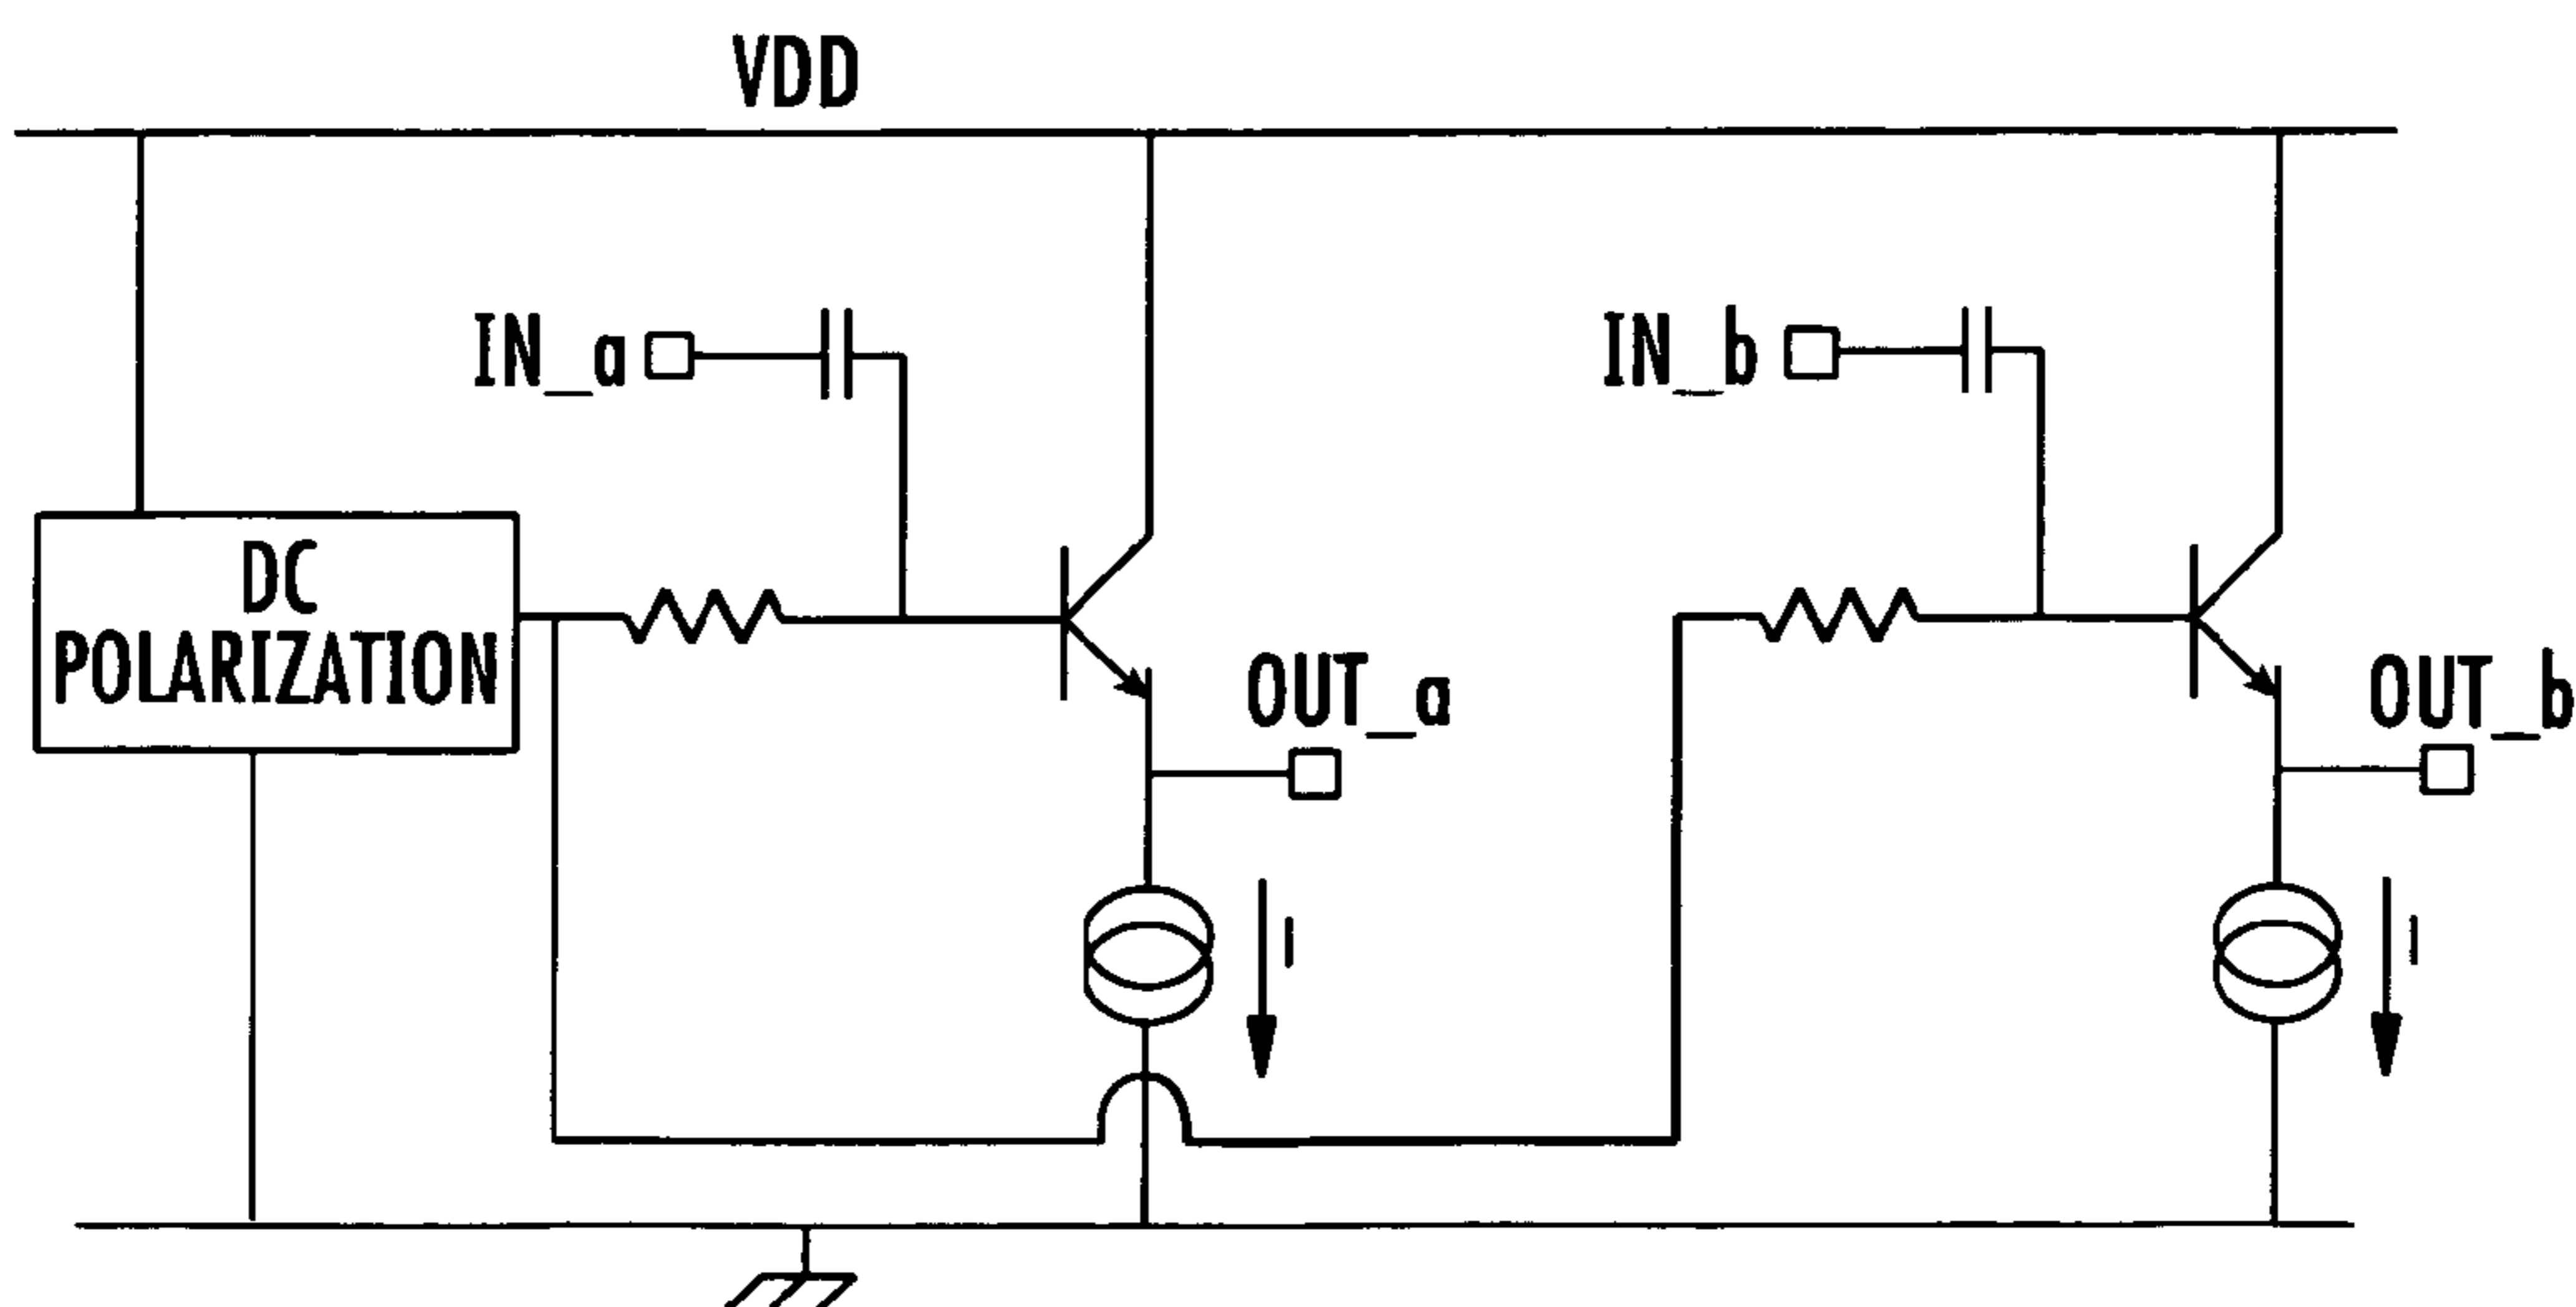 VDD
IN_a
IN_b
DC
POLARIZATION
OUT_a
OUT_b
I
I